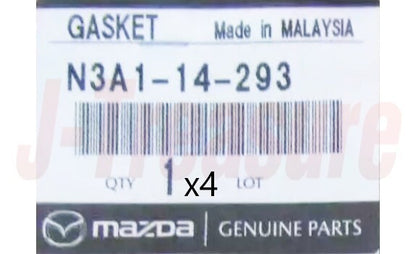 GASKET Made in MALAYSIA
N3A1-14-293
J-Treasure
QTY 1 x4 LOT
mazda GENUINE PARTS